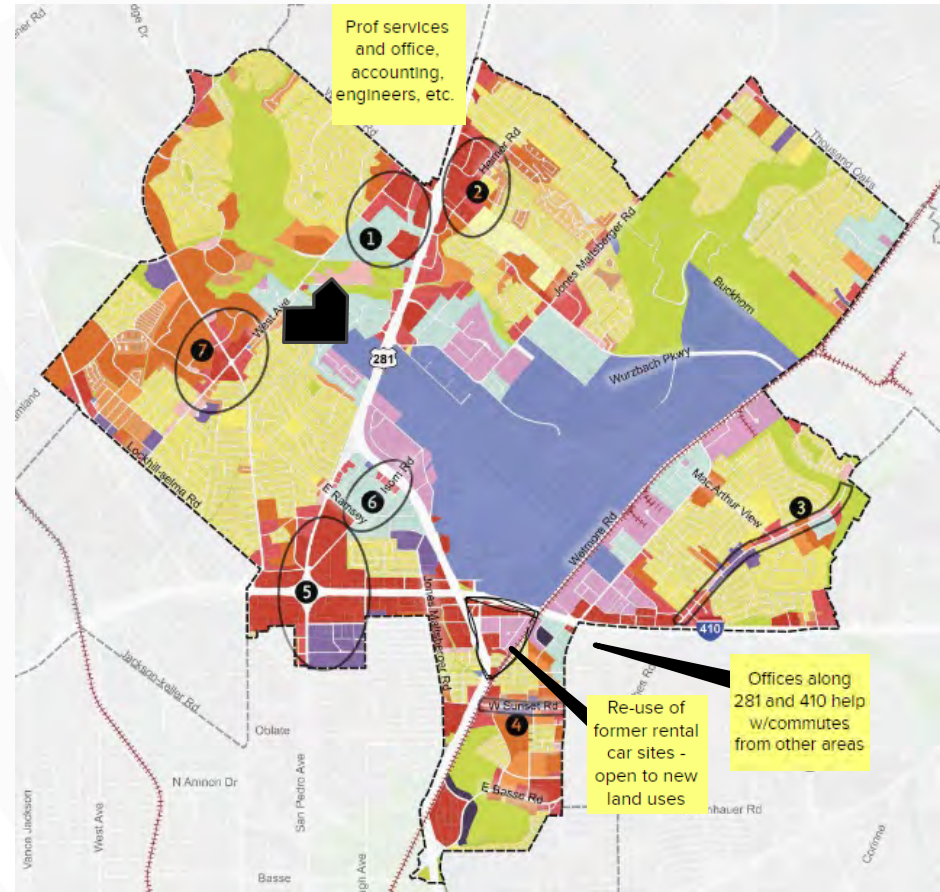 Prof services
and office,
accounting,
engineers, etc.
Heimer Rd
Thousand Oaks
2
1
Jones Maltsberger Rd
Buckhorn
West Ave
7
281
Wurzbach Pkwy
Lockhill-selma Rd
E Ramsey
Isom Rd
6
Mac Arthur View
3
Wetmore Rd
5
Jones Maltsberger Rd
410
Jackson-keller Rd
Offices along
281 and 410 help
w/commutes
from other areas
Re-use of
former rental
car sites -
open to new
land uses
W Sunset Rd
4
Oblate
N Aminon Dr
E Basse Rd
San Pedro Ave
Vance Jackson
West Ave
Basse
Corinne